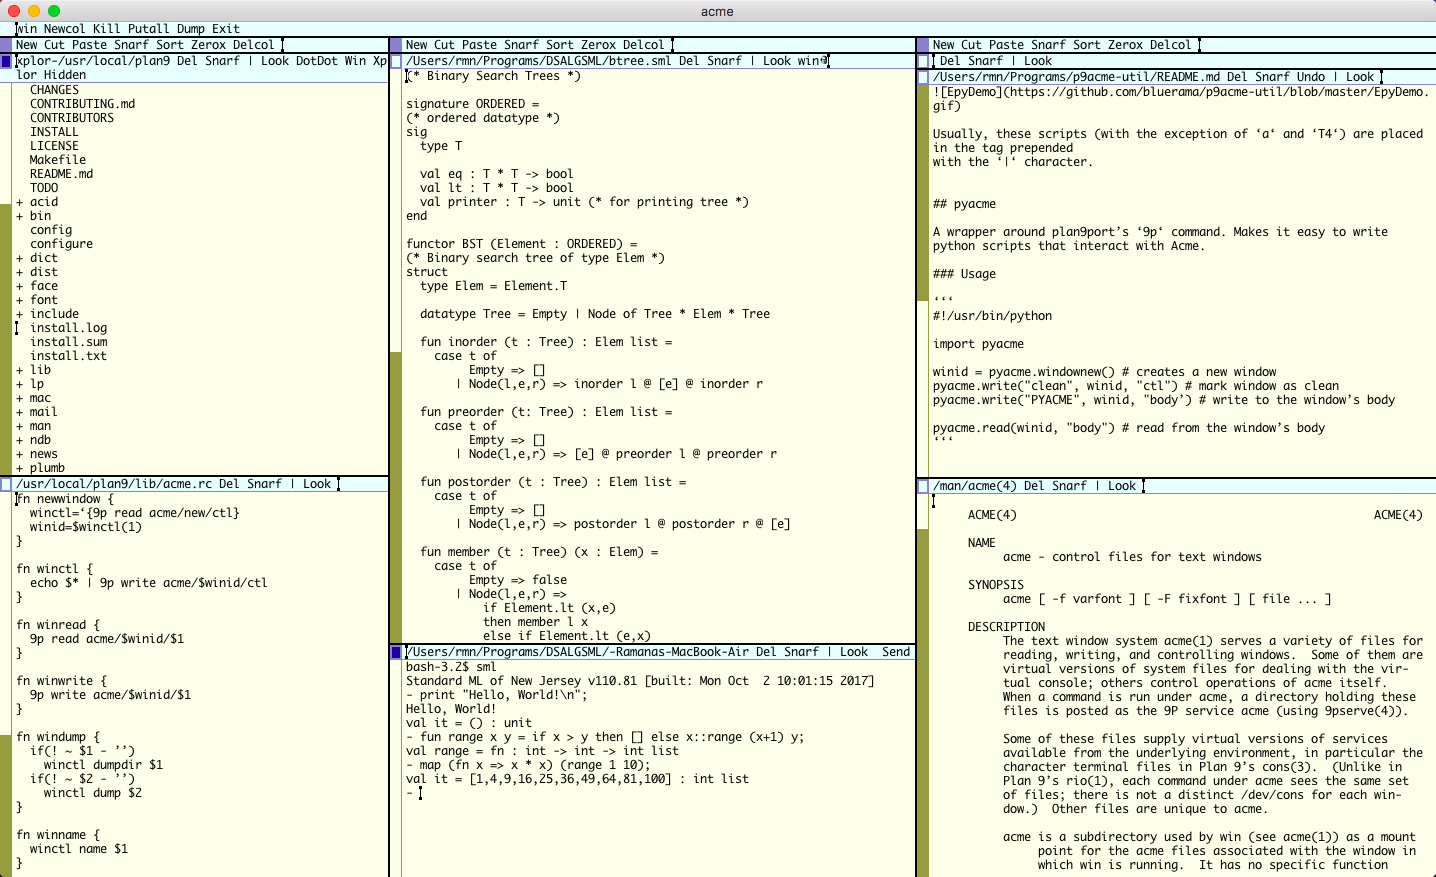 acme
win Newcol Kill Putall Dump Exit
New Cut Paste Snarf Sort Zerox Delcol
xplor-/usr/local/plan9 Del Snarf | Look DotDot Win Xp
lor Hidden
CHANGES
CONTRIBUTING.md
CONTRIBUTORS
INSTALL
LICENSE
Makefile
README.md
TODO
+ acid
+ bin
config
configure
+ dict
+ dist
+ face
+ font
+ include
install.log
install.sum
install.txt
+ lib
+ lp
+ mac
+ mail
+ man
+ ndb
+ news
+ plumb
/usr/local/plan9/lib/acme.rc Del Snarf | Look
fn newwindow {
  winctl=‘{9p read acme/new/ctl}
  winid=$winctl(1)
}

fn winctl {
  echo $* | 9p write acme/$winid/ctl
}

fn winread {
  9p read acme/$winid/$1
}

fn winwrite {
  9p write acme/$winid/$1
}

fn windump {
  if(! ~ $1 - ’’)
    winctl dumpdir $1
  if(! ~ $2 - ’’)
    winctl dump $2
}

fn winname {
  winctl name $1
}
New Cut Paste Snarf Sort Zerox Delcol
/Users/rmn/Programs/DSALGSML/btree.sml Del Snarf | Look win
(* Binary Search Trees *)

signature ORDERED =
(* ordered datatype *)
sig
  type T

  val eq : T * T -> bool
  val lt : T * T -> bool
  val printer : T -> unit (* for printing tree *)
end

functor BST (Element : ORDERED) =
(* Binary search tree of type Elem *)
struct
  type Elem = Element.T

  datatype Tree = Empty | Node of Tree * Elem * Tree

  fun inorder (t : Tree) : Elem list =
    case t of
         Empty => []
       | Node(l,e,r) => inorder l @ [e] @ inorder r

  fun preorder (t: Tree) : Elem list =
    case t of
         Empty => []
       | Node(l,e,r) => [e] @ preorder l @ preorder r

  fun postorder (t : Tree) : Elem list =
    case t of
         Empty => []
       | Node(l,e,r) => postorder l @ postorder r @ [e]

  fun member (t : Tree) (x : Elem) =
    case t of
         Empty => false
       | Node(l,e,r) =>
           if Element.lt (x,e)
           then member l x
           else if Element.lt (e,x)
/Users/rmn/Programs/DSALGSML/-Ramanas-MacBook-Air Del Snarf | Look  Send
bash-3.2$ sml
Standard ML of New Jersey v110.81 [built: Mon Oct  2 10:01:15 2017]
- print "Hello, World!\n";
Hello, World!
val it = () : unit
- fun range x y = if x > y then [] else x::range (x+1) y;
val range = fn : int -> int -> int list
- map (fn x => x * x) (range 1 10);
val it = [1,4,9,16,25,36,49,64,81,100] : int list
-
New Cut Paste Snarf Sort Zerox Delcol
Del Snarf | Look
/Users/rmn/Programs/p9acme-util/README.md Del Snarf Undo | Look
![EpyDemo](https://github.com/bluerama/p9acme-util/blob/master/EpyDemo.
gif)

Usually, these scripts (with the exception of ‘a‘ and ‘T4‘) are placed
in the tag prepended
with the ‘|‘ character.

## pyacme

A wrapper around plan9port’s ‘9p‘ command. Makes it easy to write
python scripts that interact with Acme.

### Usage

‘‘‘
#!/usr/bin/python

import pyacme

winid = pyacme.windownew() # creates a new window
pyacme.write("clean", winid, "ctl") # mark window as clean
pyacme.write("PYACME", winid, "body’) # write to the window’s body

pyacme.read(winid, "body") # read from the window’s body
‘‘‘
/man/acme(4) Del Snarf | Look
ACME(4)                                                   ACME(4)

NAME
     acme - control files for text windows

SYNOPSIS
     acme [ -f varfont ] [ -F fixfont ] [ file ... ]

DESCRIPTION
     The text window system acme(1) serves a variety of files for
     reading, writing, and controlling windows.  Some of them are
     virtual versions of system files for dealing with the vir-
     tual console; others control operations of acme itself.
     When a command is run under acme, a directory holding these
     files is posted as the 9P service acme (using 9pserve(4)).

     Some of these files supply virtual versions of services
     available from the underlying environment, in particular the
     character terminal files in Plan 9’s cons(3).  (Unlike in
     Plan 9’s rio(1), each command under acme sees the same set
     of files; there is not a distinct /dev/cons for each win-
     dow.)  Other files are unique to acme.

     acme is a subdirectory used by win (see acme(1)) as a mount
          point for the acme files associated with the window in
          which win is running.  It has no specific function